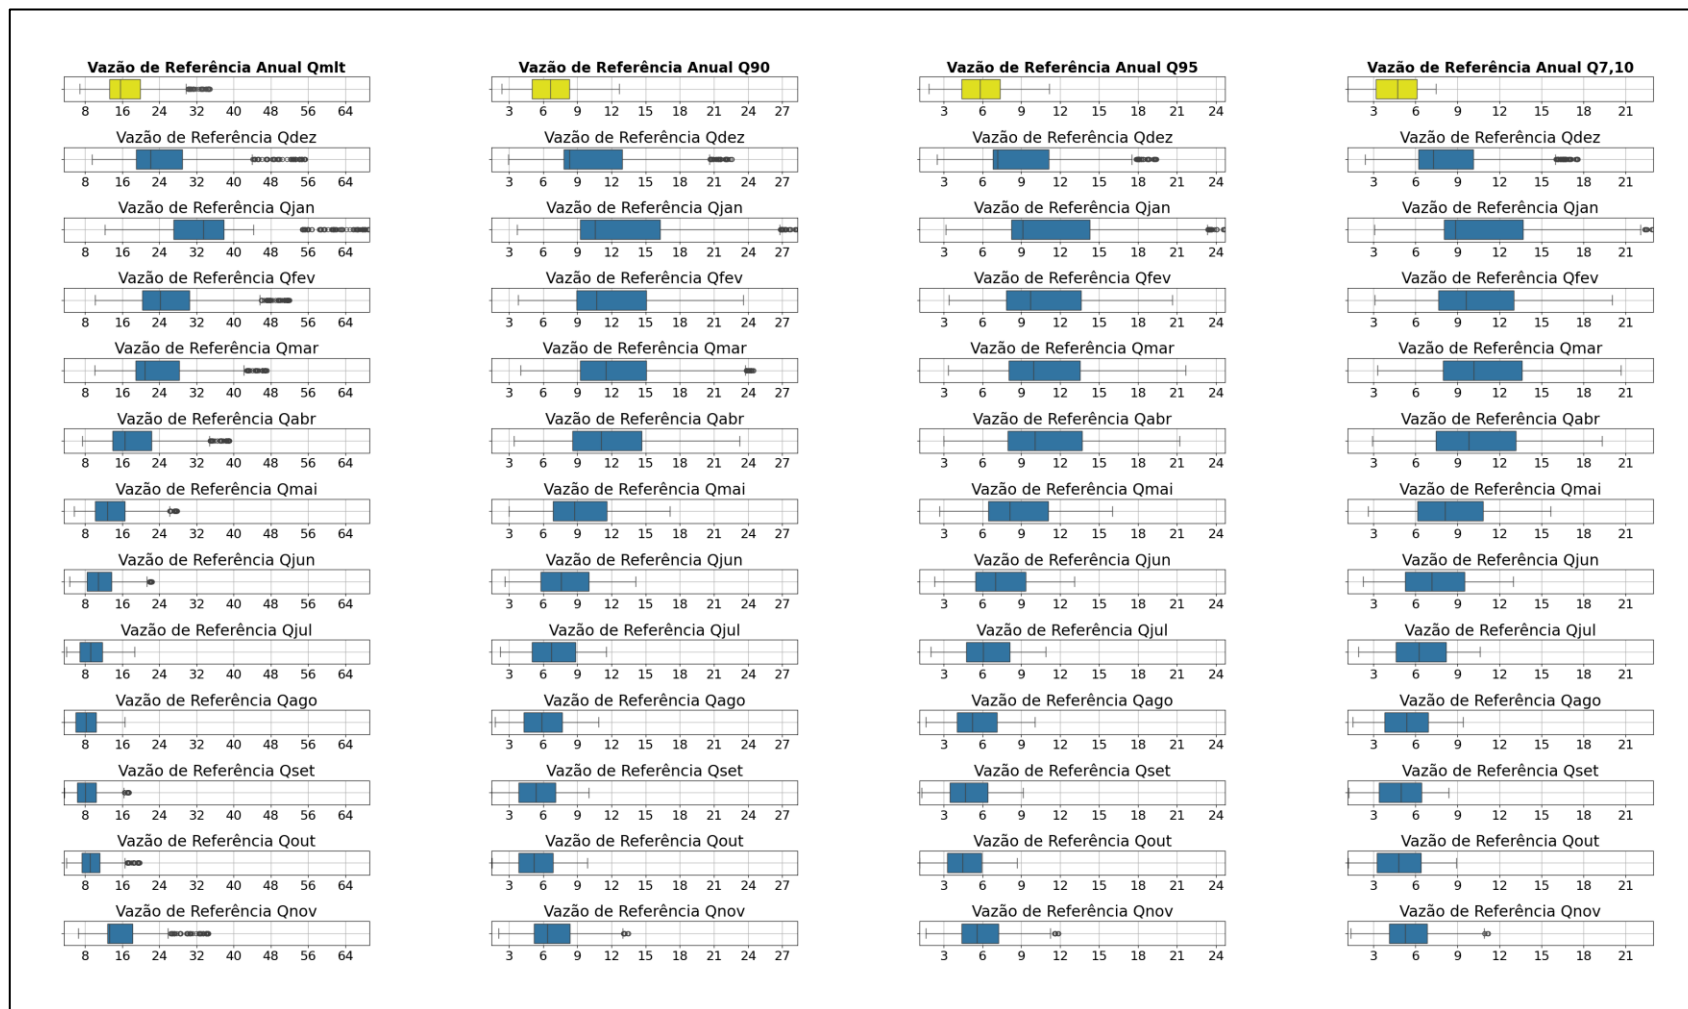 Vazão de Referência Anual Qmlt Vazão de Referência Anual Q90 Vazão de Referência Anual Q95 Vazão de Referência Anual Q7,10
8 16 24 32 40 48 56 64 3 6 9 12 15 18 21 24 27 3 6 9 12 15 18 21 24 3 6 9 12 15 18 21
Vazão de Referência Qdez Vazão de Referência Qdez Vazão de Referência Qdez Vazão de Referência Qdez
8 16 24 32 40 48 56 64 3 6 9 12 15 18 21 24 27 3 6 9 12 15 18 21 24 3 6 9 12 15 18 21
Vazão de Referência Qjan Vazão de Referência Qjan Vazão de Referência Qjan Vazão de Referência Qjan
8 16 24 32 40 48 56 64 3 6 9 12 15 18 21 24 27 3 6 9 12 15 18 21 24 3 6 9 12 15 18 21
Vazão de Referência Qfev Vazão de Referência Qfev Vazão de Referência Qfev Vazão de Referência Qfev
8 16 24 32 40 48 56 64 3 6 9 12 15 18 21 24 27 3 6 9 12 15 18 21 24 3 6 9 12 15 18 21
Vazão de Referência Qmar Vazão de Referência Qmar Vazão de Referência Qmar Vazão de Referência Qmar
8 16 24 32 40 48 56 64 3 6 9 12 15 18 21 24 27 3 6 9 12 15 18 21 24 3 6 9 12 15 18 21
Vazão de Referência Qabr Vazão de Referência Qabr Vazão de Referência Qabr Vazão de Referência Qabr
8 16 24 32 40 48 56 64 3 6 9 12 15 18 21 24 27 3 6 9 12 15 18 21 24 3 6 9 12 15 18 21
Vazão de Referência Qmai Vazão de Referência Qmai Vazão de Referência Qmai Vazão de Referência Qmai
8 16 24 32 40 48 56 64 3 6 9 12 15 18 21 24 27 3 6 9 12 15 18 21 24 3 6 9 12 15 18 21
Vazão de Referência Qjun Vazão de Referência Qjun Vazão de Referência Qjun Vazão de Referência Qjun
8 16 24 32 40 48 56 64 3 6 9 12 15 18 21 24 27 3 6 9 12 15 18 21 24 3 6 9 12 15 18 21
Vazão de Referência Qjul Vazão de Referência Qjul Vazão de Referência Qjul Vazão de Referência Qjul
8 16 24 32 40 48 56 64 3 6 9 12 15 18 21 24 27 3 6 9 12 15 18 21 24 3 6 9 12 15 18 21
Vazão de Referência Qago Vazão de Referência Qago Vazão de Referência Qago Vazão de Referência Qago
8 16 24 32 40 48 56 64 3 6 9 12 15 18 21 24 27 3 6 9 12 15 18 21 24 3 6 9 12 15 18 21
Vazão de Referência Qset Vazão de Referência Qset Vazão de Referência Qset Vazão de Referência Qset
8 16 24 32 40 48 56 64 3 6 9 12 15 18 21 24 27 3 6 9 12 15 18 21 24 3 6 9 12 15 18 21
Vazão de Referência Qout Vazão de Referência Qout Vazão de Referência Qout Vazão de Referência Qout
8 16 24 32 40 48 56 64 3 6 9 12 15 18 21 24 27 3 6 9 12 15 18 21 24 3 6 9 12 15 18 21
Vazão de Referência Qnov Vazão de Referência Qnov Vazão de Referência Qnov Vazão de Referência Qnov
8 16 24 32 40 48 56 64 3 6 9 12 15 18 21 24 27 3 6 9 12 15 18 21 24 3 6 9 12 15 18 21